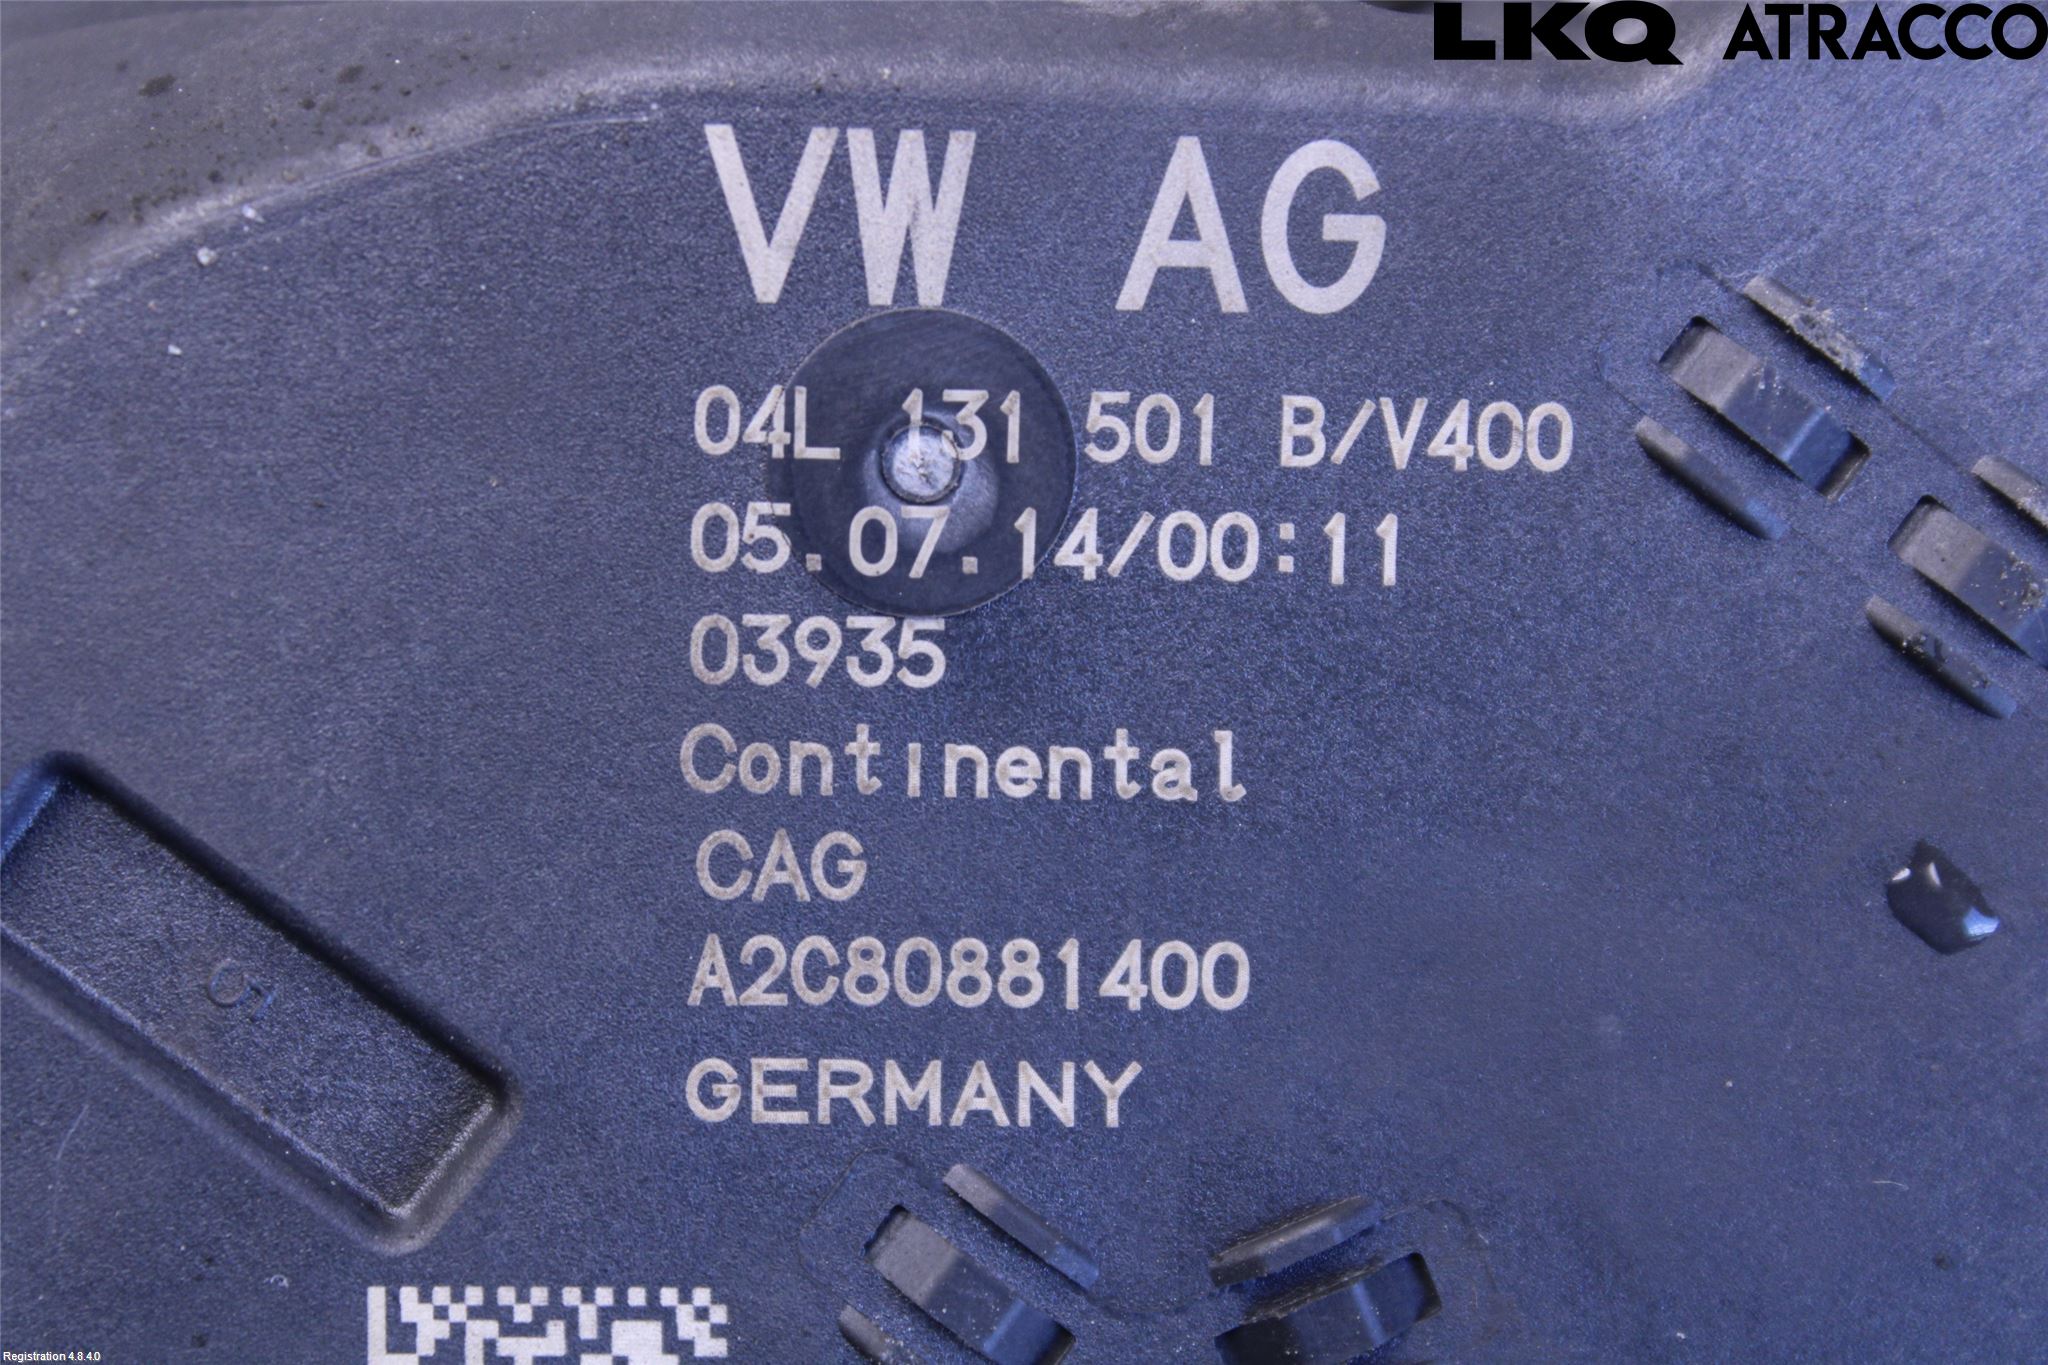 LKQ ATRACCO
VW AG
04L 131 501 B/V400
05.07.14/00:11
03935
Continental
CAG
A2C80881400
GERMANY
5
Registration 4.8.4.0